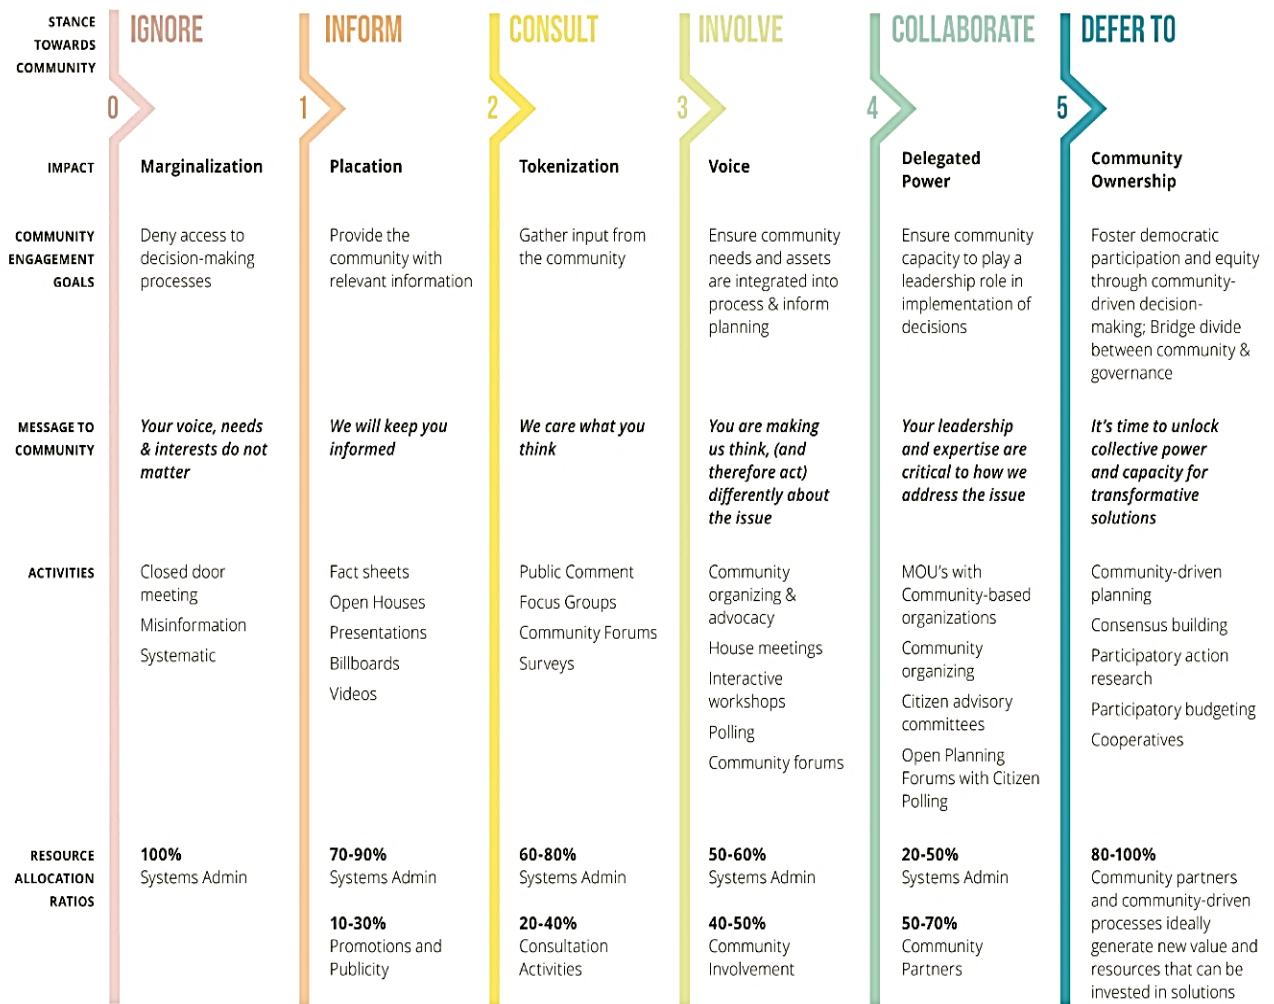 STANCE
TOWARDS
COMMUNITY
IGNORE
INFORM
CONSULT
INVOLVE
COLLABORATE
DEFER TO
0
1
2
3
4
5
IMPACT
Marginalization
Placation
Tokenization
Voice
Delegated
Power
Community
Ownership
COMMUNITY
ENGAGEMENT
GOALS
Deny access to
decision-making
processes
Provide the
community with
relevant information
Gather input from
the community
Ensure community
needs and assets
are integrated into
process & inform
planning
Ensure community
capacity to play a
leadership role in
implementation of
decisions
Foster democratic
participation and equity
through community-
driven decision-
making; Bridge divide
between community &
governance
MESSAGE TO
COMMUNITY
Your voice, needs
& interests do not
matter
We will keep you
informed
We care what you
think
You are making
us think, (and
therefore act)
differently about
the issue
Your leadership
and expertise are
critical to how we
address the issue
It's time to unlock
collective power
and capacity for
transformative
solutions
ACTIVITIES
Closed door
meeting
Misinformation
Systematic
Fact sheets
Open Houses
Presentations
Billboards
Videos
Public Comment
Focus Groups
Community Forums
Surveys
Community
organizing &
advocacy
House meetings
Interactive
workshops
Polling
Community forums
MOU's with
Community-based
organizations
Community
organizing
Citizen advisory
committees
Open Planning
Forums with Citizen
Polling
Community-driven
planning
Consensus building
Participatory action
research
Participatory budgeting
Cooperatives
RESOURCE
ALLOCATION
RATIOS
100%
Systems Admin
70-90%
Systems Admin
10-30%
Promotions and
Publicity
60-80%
Systems Admin
20-40%
Consultation
Activities
50-60%
Systems Admin
40-50%
Community
Involvement
20-50%
Systems Admin
50-70%
Community
Partners
80-100%
Community partners
and community-driven
processes ideally
generate new value and
resources that can be
invested in solutions